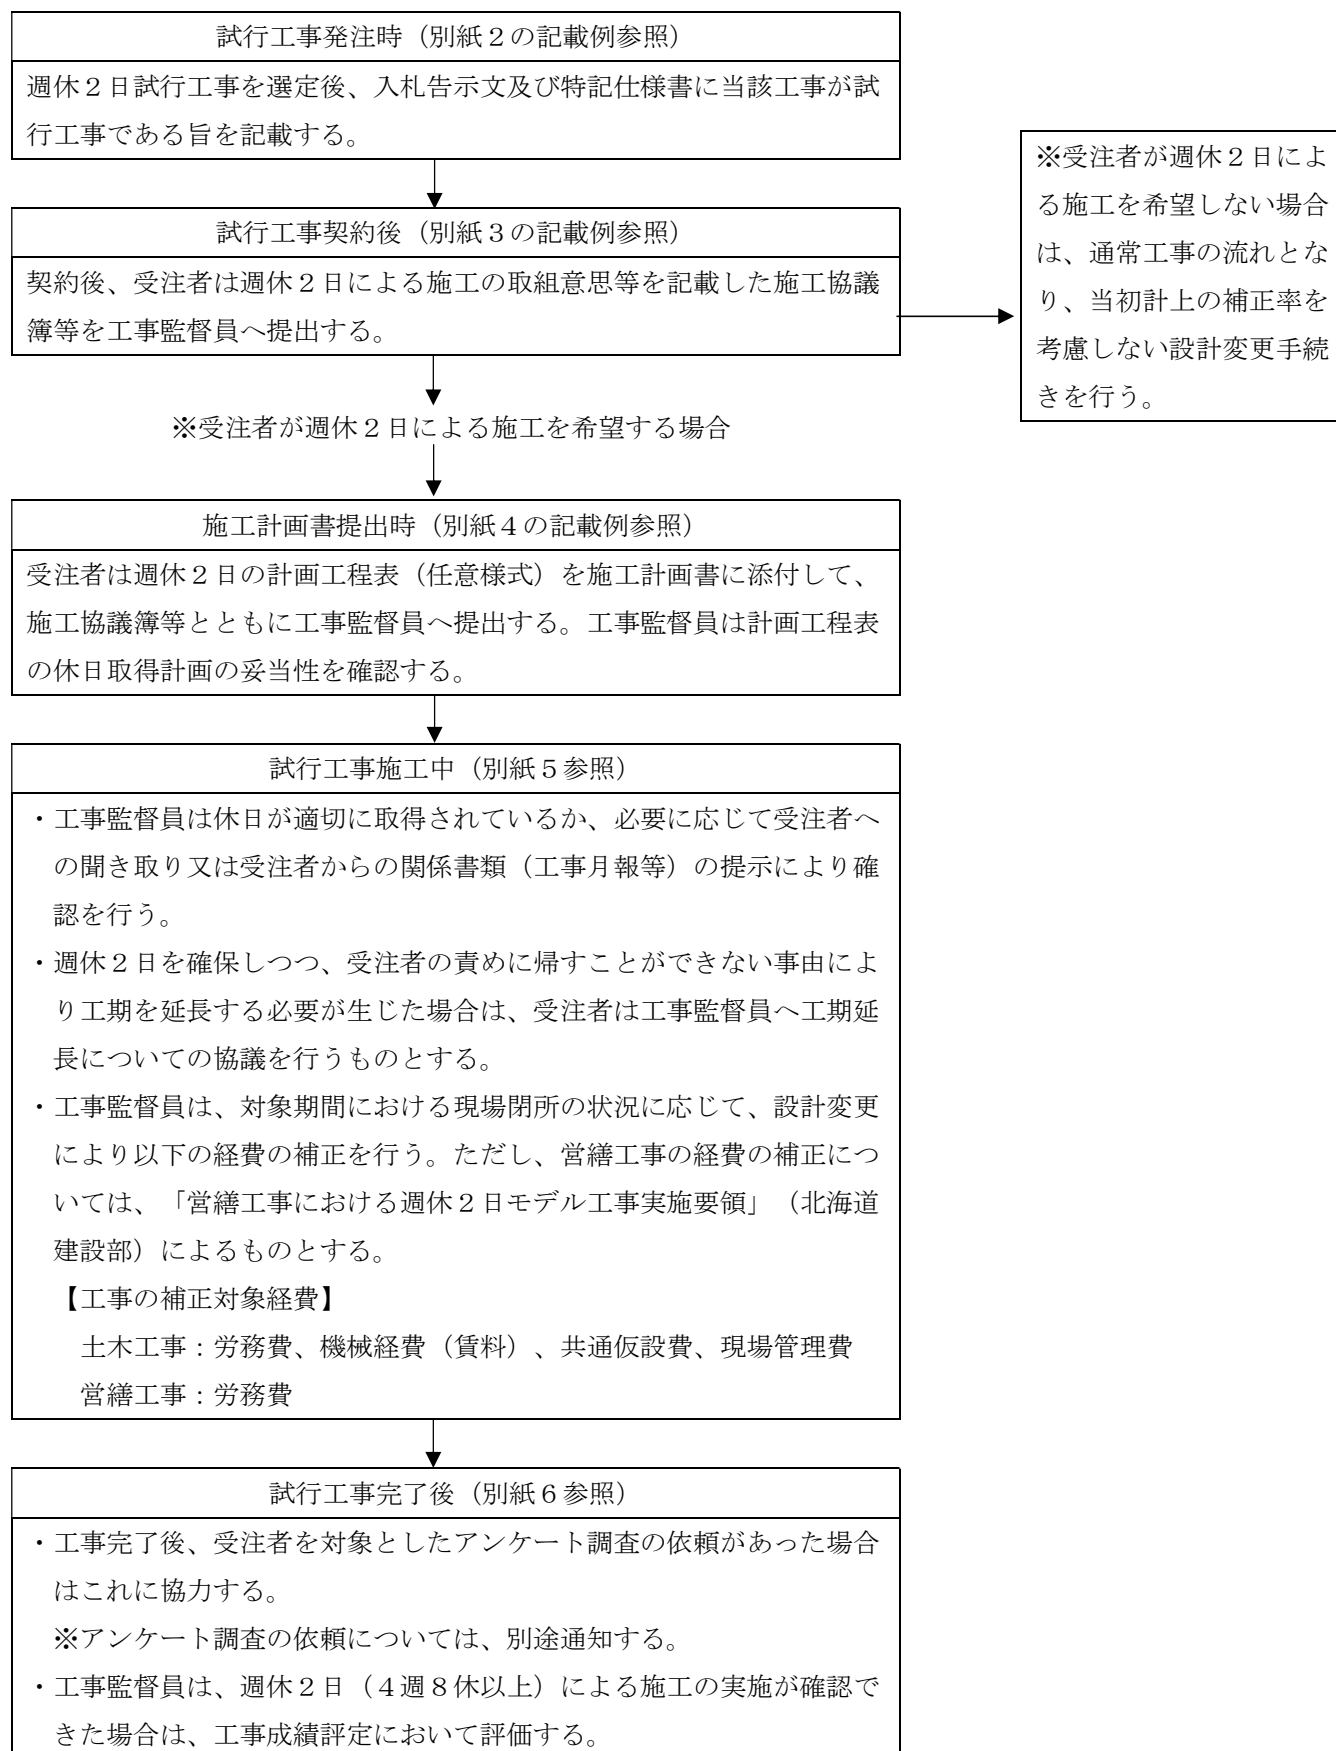 試行工事発注時（別紙２の記載例参照）
週休２日試行工事を選定後、入札告示文及び特記仕様書に当該工事が試
行工事である旨を記載する。
試行工事契約後（別紙３の記載例参照）
契約後、受注者は週休２日による施工の取組意思等を記載した施工協議
簿等を工事監督員へ提出する。
※受注者が週休２日によ
る施工を希望しない場合
は、通常工事の流れとな
り、当初計上の補正率を
考慮しない設計変更手続
きを行う。
※受注者が週休２日による施工を希望する場合
施工計画書提出時（別紙４の記載例参照）
受注者は週休２日の計画工程表（任意様式）を施工計画書に添付して、
施工協議簿等とともに工事監督員へ提出する。工事監督員は計画工程表
の休日取得計画の妥当性を確認する。
試行工事施工中（別紙５参照）
・工事監督員は休日が適切に取得されているか、必要に応じて受注者へ
の聞き取り又は受注者からの関係書類（工事月報等）の提示により確
認を行う。
・週休２日を確保しつつ、受注者の責めに帰すことができない事由によ
り工期を延長する必要が生じた場合は、受注者は工事監督員へ工期延
長についての協議を行うものとする。
・工事監督員は、対象期間における現場閉所の状況に応じて、設計変更
により以下の経費の補正を行う。ただし、営繕工事の経費の補正につ
いては、「営繕工事における週休２日モデル工事実施要領」（北海道
建設部）によるものとする。
【工事の補正対象経費】
土木工事：労務費、機械経費（賃料）、共通仮設費、現場管理費
営繕工事：労務費
試行工事完了後（別紙６参照）
・工事完了後、受注者を対象としたアンケート調査の依頼があった場合
はこれに協力する。
※アンケート調査の依頼については、別途通知する。
・工事監督員は、週休２日（４週８休以上）による施工の実施が確認で
きた場合は、工事成績評定において評価する。